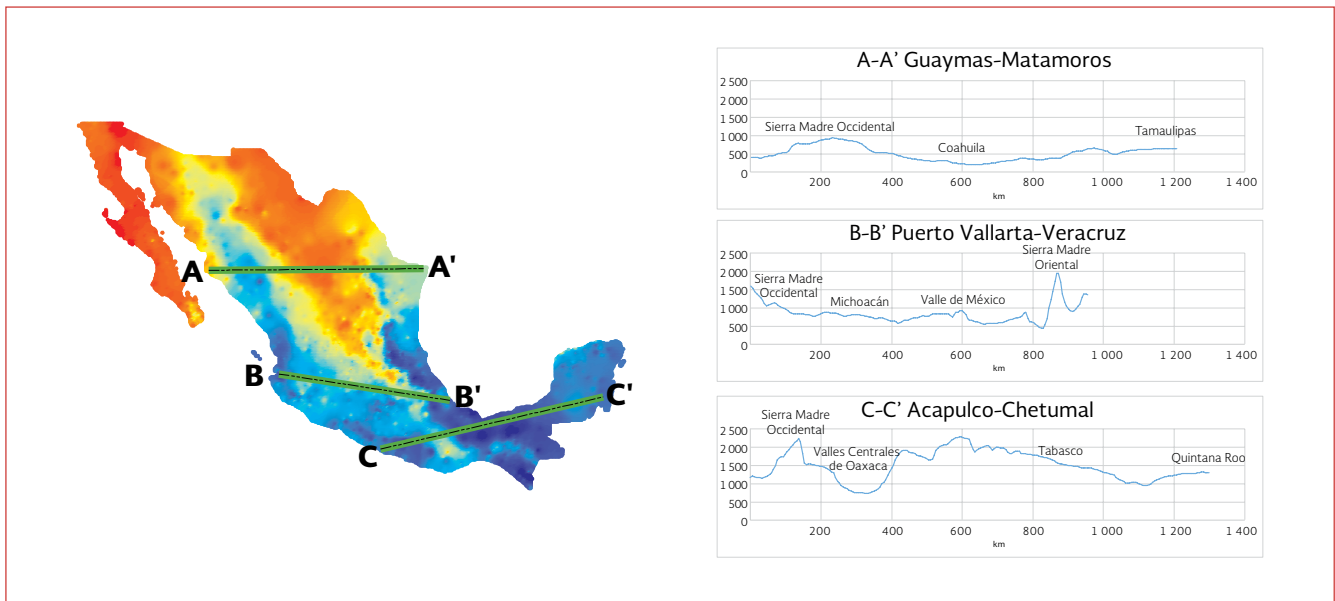 A
A'
B
B'
C
C'
A-A’ Guaymas-Matamoros
2 500
2 000
1 500
1 000
500
0
Sierra Madre Occidental
Coahuila
Tamaulipas
200
400
600
800
1 000
1 200
1 400
km
B-B’ Puerto Vallarta-Veracruz
2 500
2 000
1 500
1 000
500
0
Sierra Madre
Occidental
Michoacán
Valle de México
Sierra Madre
Oriental
200
400
600
800
1 000
1 200
1 400
km
C-C’ Acapulco-Chetumal
2 500
2 000
1 500
1 000
500
0
Sierra Madre
Occidental
Valles Centrales
de Oaxaca
Tabasco
Quintana Roo
200
400
600
800
1 000
1 200
1 400
km